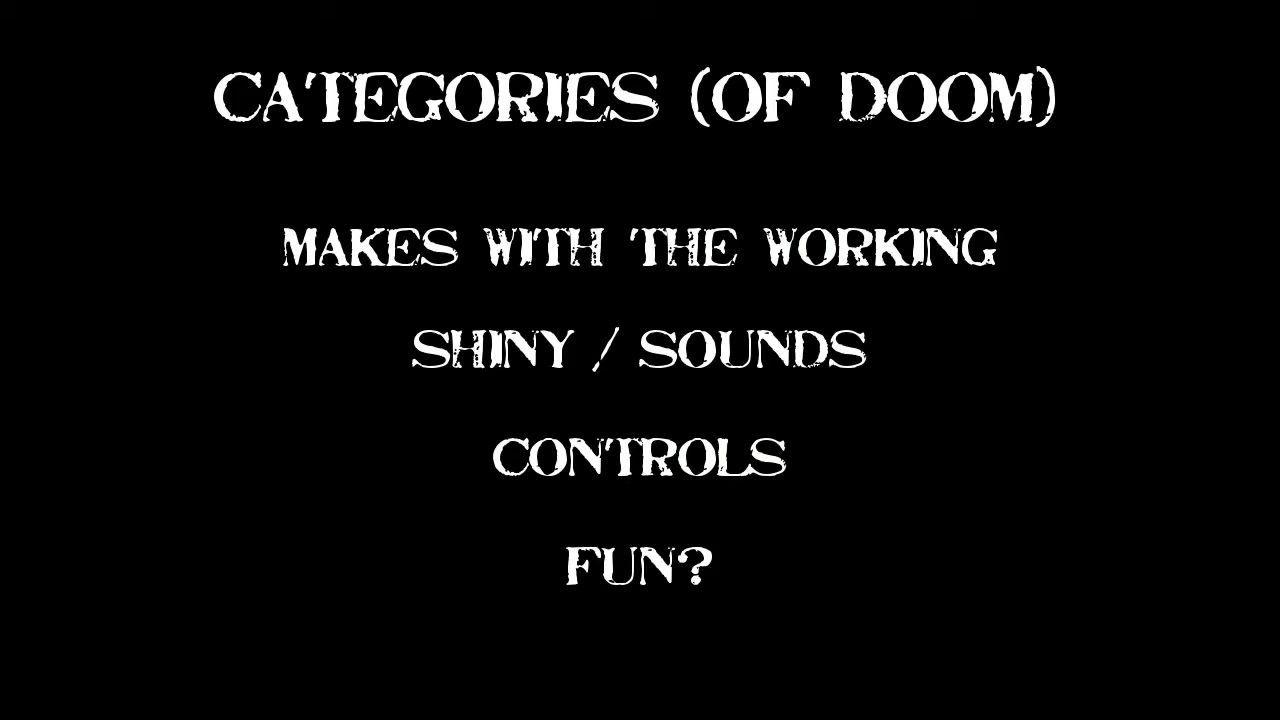 CATEGORIES (OF DOOM)
MAKES WITH THE WORKING
SHINY / SOUNDS
CONTROLS
FUN?